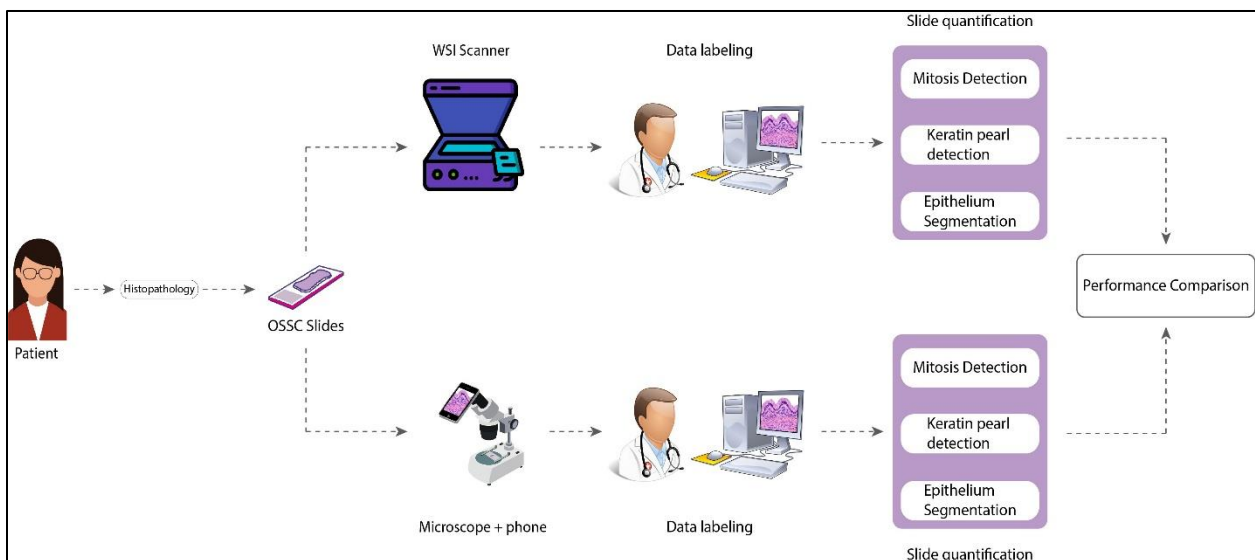 Slide quantification
WSI Scanner
Data labeling
Mitosis Detection
Keratin pearl
detection
Epithelium
Segmentation
Patient
Histopathology
OSSC Slides
Performance Comparison
Microscope + phone
Data labeling
Mitosis Detection
Keratin pearl
detection
Epithelium
Segmentation
Slide quantification